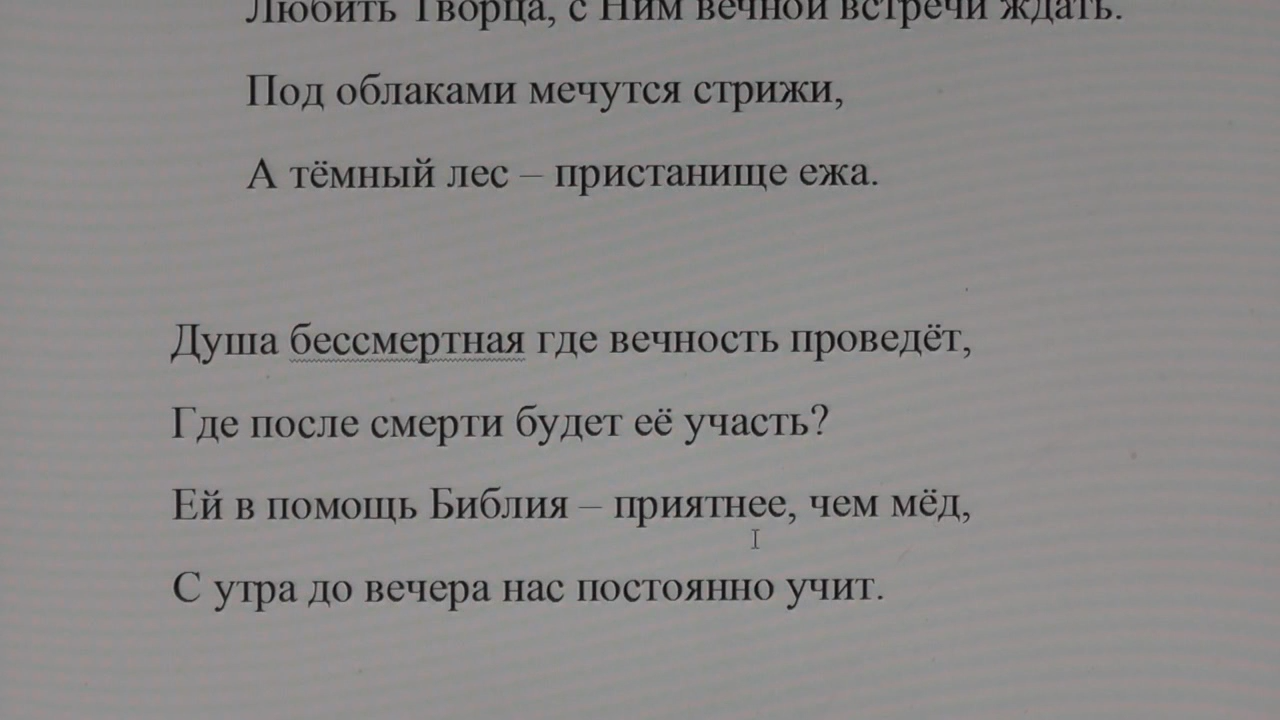 Любить Творца, с Ним вечной встречи ждать.
Под облаками мечутся стрижи,
А тёмный лес – пристанище ежа.
Душа бессмертная где вечность проведёт,
Где после смерти будет её участь?
Ей в помощь Библия – приятнее, чем мёд,
С утра до вечера нас постоянно учит.